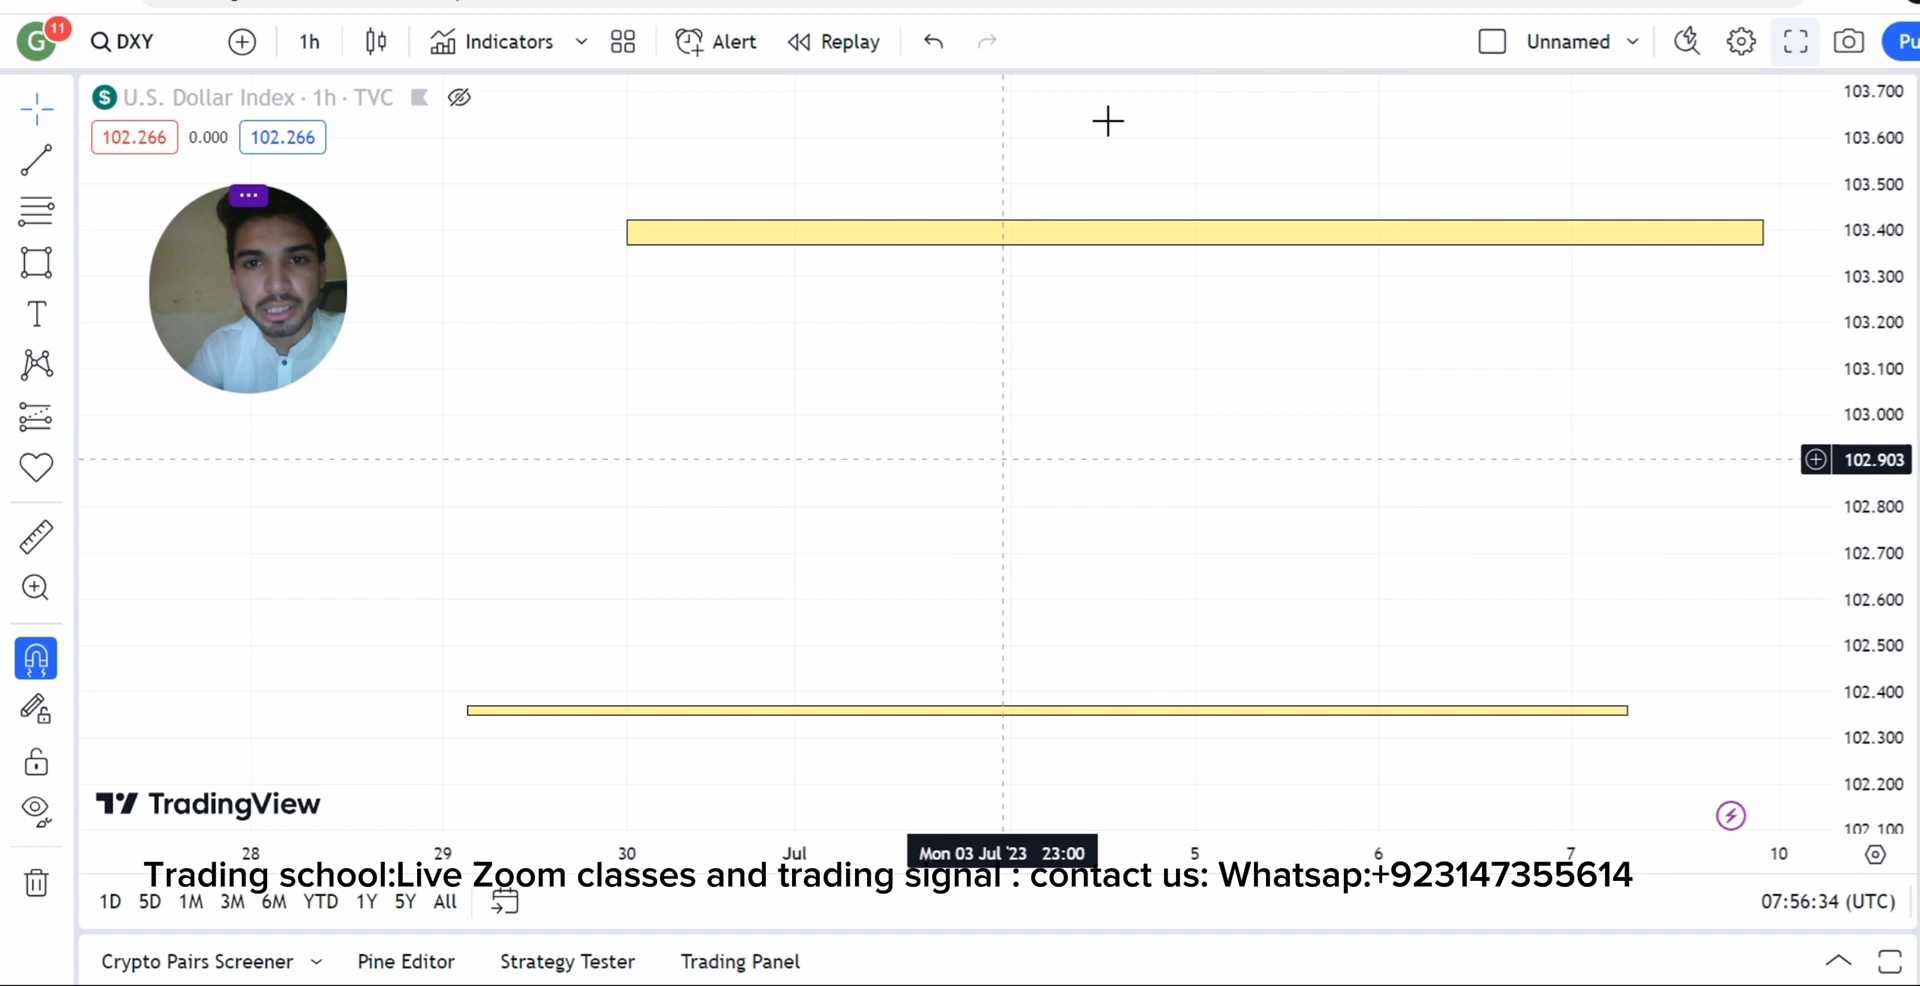 G 11 DXY 1h Indicators Alert Replay Unnamed Pu
$ U.S. Dollar Index · 1h · TVC
102.266 0.000 102.266
103.700
103.600
103.500
103.400
103.300
103.200
103.100
103.000
102.903
102.800
102.700
102.600
102.500
102.400
102.300
102.200
102.100
TradingView
28 29 30 Jul Mon 03 Jul '23 23:00 5 6 7 10
Trading school:Live Zoom classes and trading signal : contact us: Whatsap:+923147355614
1D 5D 1M 3M 6M YTD 1Y 5Y All 07:56:34 (UTC)
Crypto Pairs Screener Pine Editor Strategy Tester Trading Panel